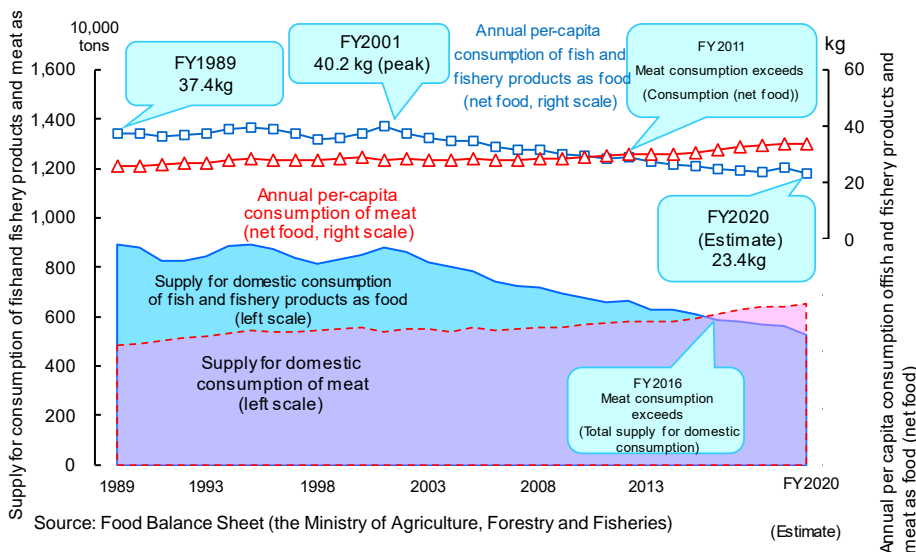 10,000
tons
FY1989
37.4kg
FY2001
40.2 kg (peak)
Annual per-capita
consumption of fish and
fishery products as food
(net food, right scale)
FY2011
Meat consumption exceeds
(Consumption (net food))
kg
1,600
1,400
1,200
1,000
800
600
400
200
0
60
40
20
0
Annual per-capita
consumption of meat
(net food, right scale)
FY2020
(Estimate)
23.4kg
Supply for domestic consumption
of fish and fishery products as food
(left scale)
Supply for domestic
consumption of meat
(left scale)
FY2016
Meat consumption
exceeds
(Total supply for domestic
consumption)
1989
1993
1998
2003
2008
2013
FY2020
(Estimate)
Supply for consumption of fishand fishery products and meat as
Annual per capita consumption offish and fishery products and
meat as food (net food)
Source: Food Balance Sheet (the Ministry of Agriculture, Forestry and Fisheries)